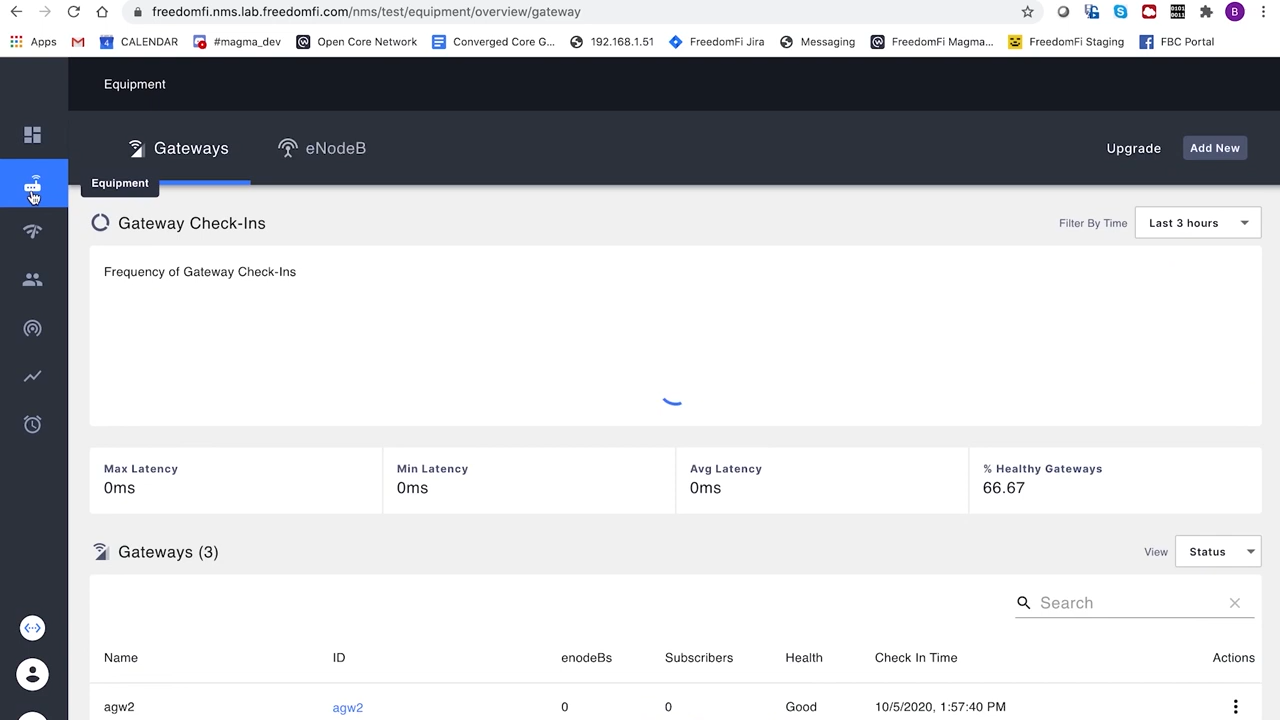 freedomfi.nms.lab.freedomfi.com/nms/test/equipment/overview/gateway
B
Apps
CALENDAR
#magma_dev
Open Core Network
Converged Core G...
192.168.1.51
FreedomFi Jira
Messaging
FreedomFi Magma...
FreedomFi Staging
FBC Portal
Equipment
Gateways
eNodeB
Upgrade
Add New
Equipment
Gateway Check-Ins
Filter By Time
Last 3 hours
Frequency of Gateway Check-Ins
Max Latency
0ms
Min Latency
0ms
Avg Latency
0ms
% Healthy Gateways
66.67
Gateways (3)
View
Status
Search
Name ID enodeBs Subscribers Health Check In Time Actions
agw2 agw2 0 0 Good 10/5/2020, 1:57:40 PM